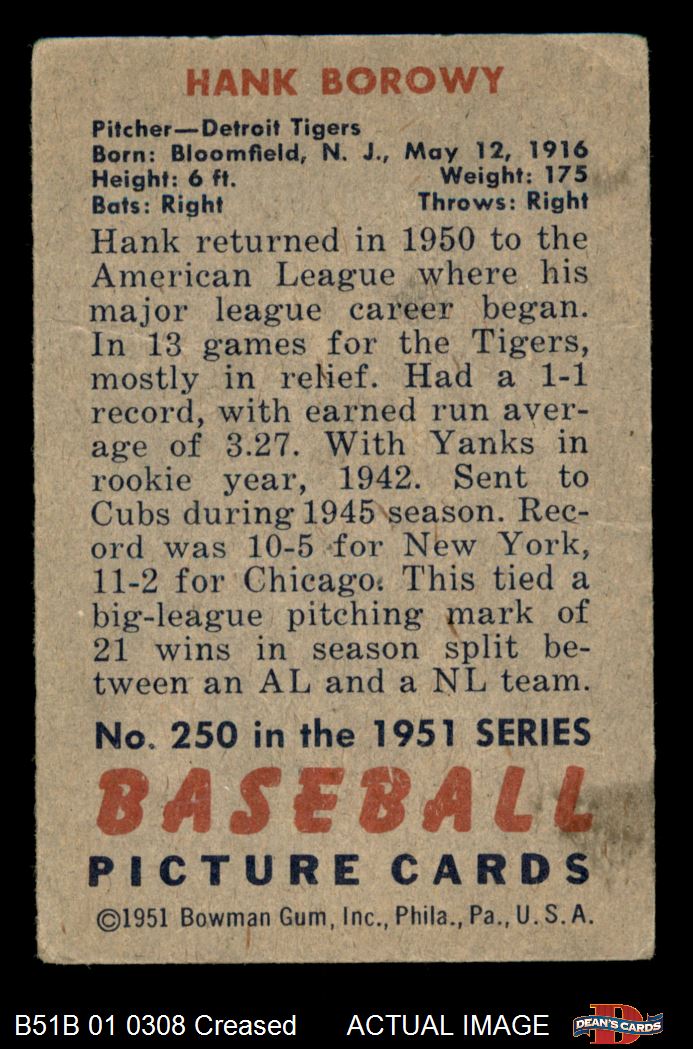 HANK BOROWY
Pitcher—Detroit Tigers
Born: Bloomfield, N. J., May 12, 1916
Height: 6 ft. Weight: 175
Bats: Right Throws: Right
Hank returned in 1950 to the
American League where his
major league career began.
In 13 games for the Tigers,
mostly in relief. Had a 1-1
record, with earned run aver-
age of 3.27. With Yanks in
rookie year, 1942. Sent to
Cubs during 1945 season. Rec-
ord was 10-5 for New York,
11-2 for Chicago. This tied a
big-league pitching mark of
21 wins in season split be-
tween an AL and a NL team.
No. 250 in the 1951 SERIES
BASEBALL
PICTURE CARDS
©1951 Bowman Gum, Inc., Phila., Pa., U. S. A.
B51B 01 0308 Creased ACTUAL IMAGE D DEAN'S CARDS